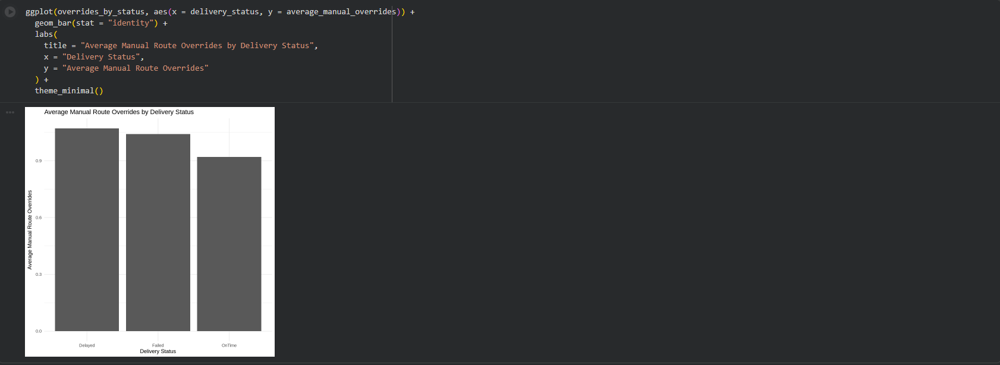 ggplot(overrides_by_status, aes(x = delivery_status, y = average_manual_overrides)) +
  geom_bar(stat = "identity") +
  labs(
    title = "Average Manual Route Overrides by Delivery Status",
    x = "Delivery Status",
    y = "Average Manual Route Overrides"
  ) +
  theme_minimal()
Average Manual Route Overrides by Delivery Status
Average Manual Route Overrides
0.9
0.6
0.3
0.0
Delayed Failed OnTime
Delivery Status